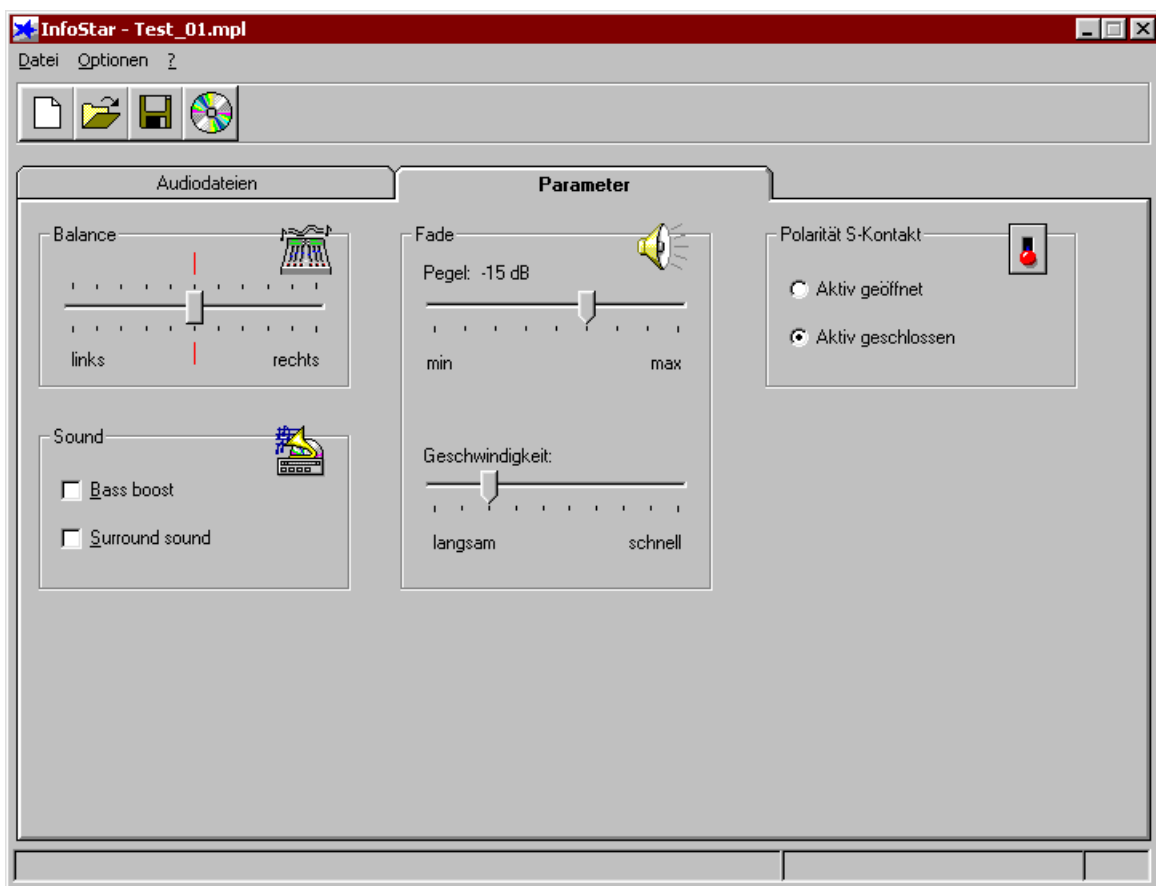 InfoStar - Test_01.mpl
Datei Optionen ?
Audiodateien
Parameter
Balance
links rechts
Sound
Bass boost
Surround sound
Fade
Pegel: -15 dB
min max
Geschwindigkeit:
langsam schnell
Polarität S-Kontakt
Aktiv geöffnet
Aktiv geschlossen